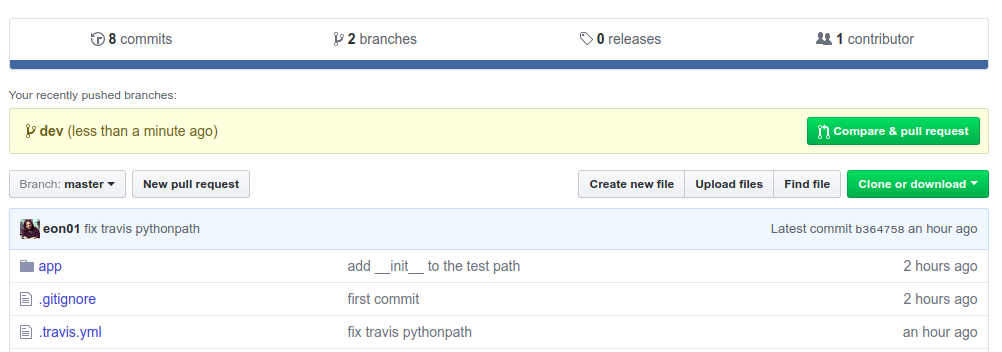 8 commits 2 branches 0 releases 1 contributor
Your recently pushed branches:
dev (less than a minute ago) Compare & pull request
Branch: master New pull request Create new file Upload files Find file Clone or download
eon01 fix travis pythonpath Latest commit b364758 an hour ago
app add __init__ to the test path 2 hours ago
.gitignore first commit 2 hours ago
.travis.yml fix travis pythonpath an hour ago